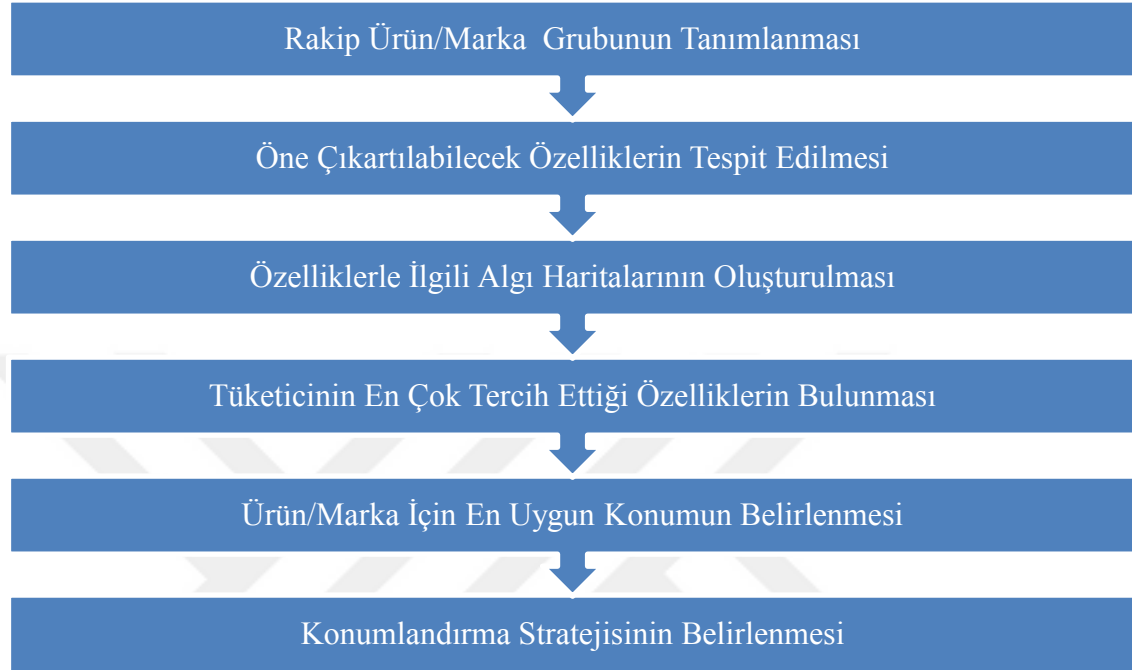 Rakip Ürün/Marka Grubunun Tanımlanması
Öne Çıkartılabilecek Özelliklerin Tespit Edilmesi
Özelliklerle İlgili Algı Haritalarının Oluşturulması
Tüketicinin En Çok Tercih Ettiği Özelliklerin Bulunması
Ürün/Marka İçin En Uygun Konumun Belirlenmesi
Konumlandırma Stratejisinin Belirlenmesi